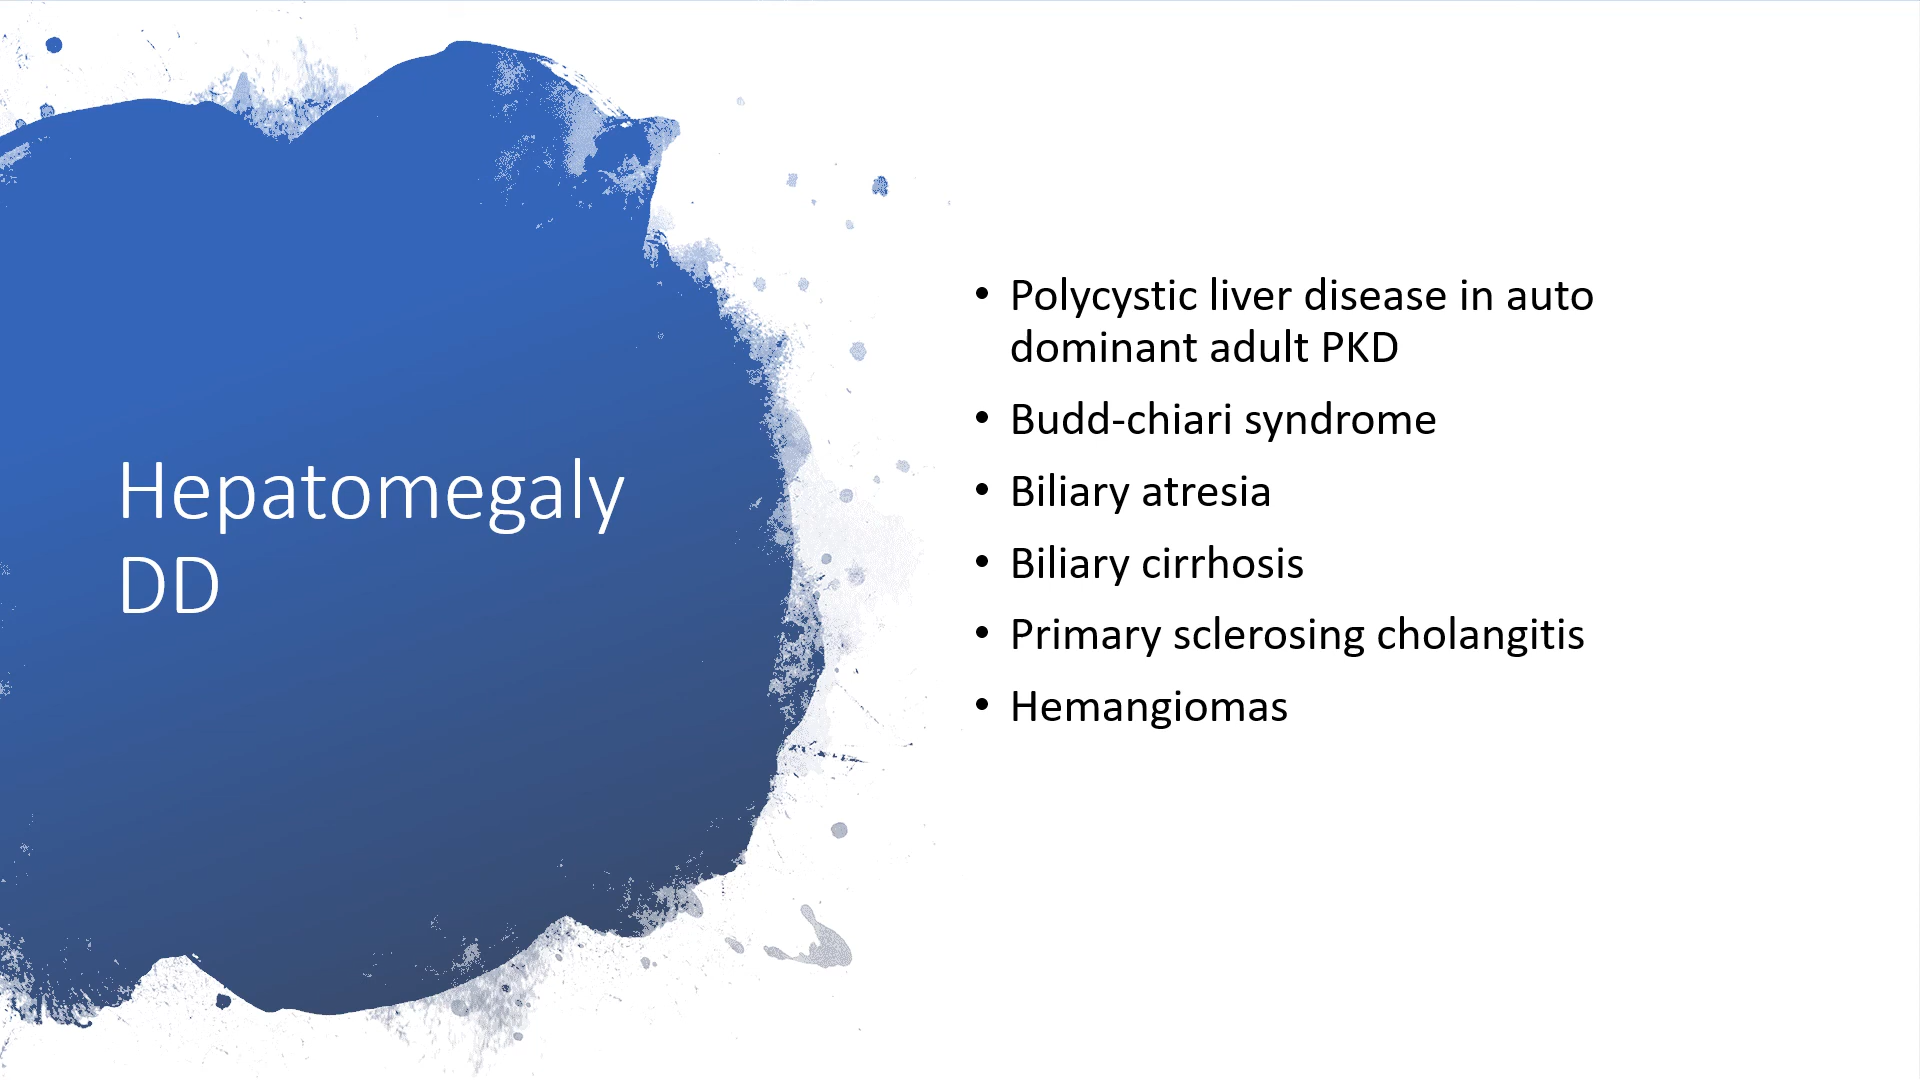 Hepatomegaly
DD
• Polycystic liver disease in auto
dominant adult PKD
• Budd-chiari syndrome
• Biliary atresia
• Biliary cirrhosis
• Primary sclerosing cholangitis
• Hemangiomas